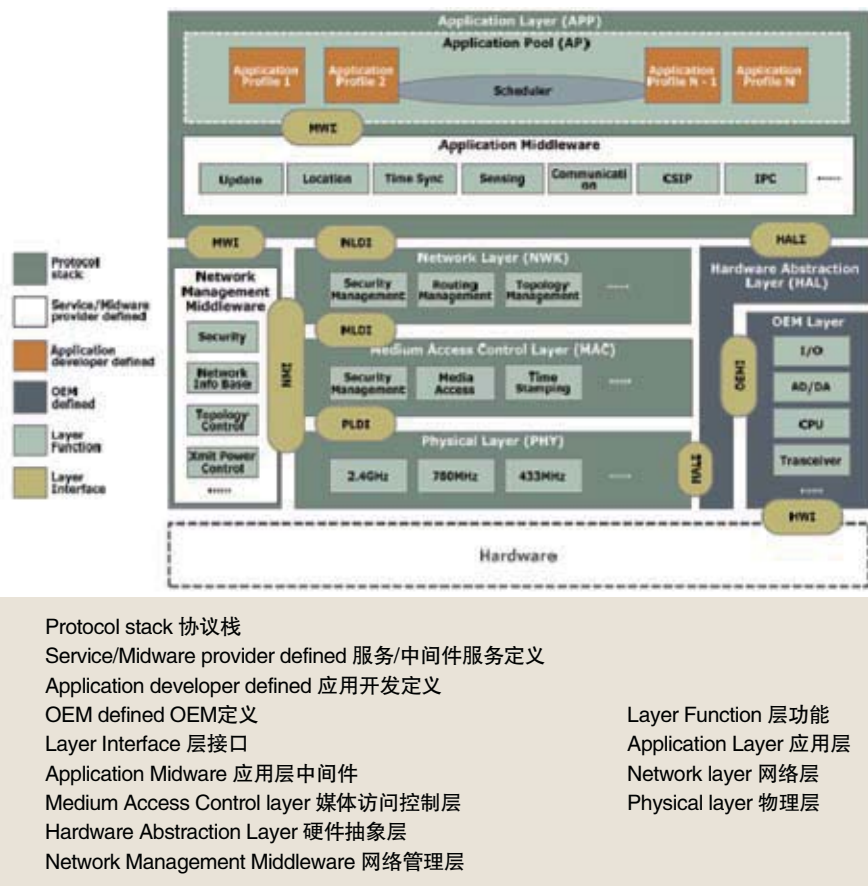 Application Layer (APP)
Application Pool (AP)
Application Profile 1
Application Profile 2
Scheduler
Application Profile N - 1
Application Profile N
MWI
Application Middleware
Update
Location
Time Sync
Sensing
Communicati
on
CSIP
IPC
......
MWI
NLDI
HALI
Protocol
stack
Service/Midware
provider defined
Application
developer defined
OEM
defined
Layer
Function
Layer
Interface
Network
Management
Middleware
Security
Network
Info Base
Topology
Control
Xmit Power
Control
......
NMI
Network Layer (NWK)
Security
Management
Routing
Management
Topology
Management
......
MLDI
Medium Access Control Layer (MAC)
Security
Management
Media
Access
Time
Stamping
......
PLDI
Physical Layer (PHY)
2.4GHz
780MHz
433MHz
......
HALI
Hardware Abstraction
Layer (HAL)
OEMI
OEM Layer
I/O
AD/DA
CPU
Tranceiver
......
HWI
Hardware
Protocol stack 协议栈
Service/Midware provider defined 服务/中间件服务定义
Application developer defined 应用开发定义
OEM defined OEM定义
Layer Interface 层接口
Application Midware 应用层中间件
Medium Access Control layer 媒体访问控制层
Hardware Abstraction Layer 硬件抽象层
Network Management Middleware 网络管理层
Layer Function 层功能
Application Layer 应用层
Network layer 网络层
Physical layer 物理层